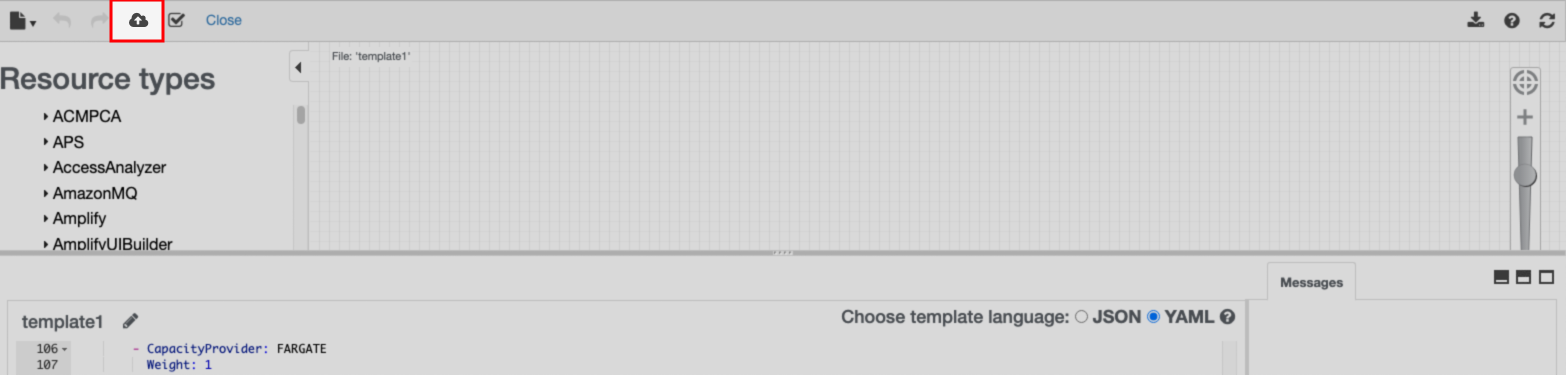 Close
File: 'template1'
Resource types
ACMPCA
APS
AccessAnalyzer
AmazonMQ
Amplify
AmplifyUIBuilder
Messages
template1
Choose template language: JSON YAML
106 - CapacityProvider: FARGATE
107 Weight: 1